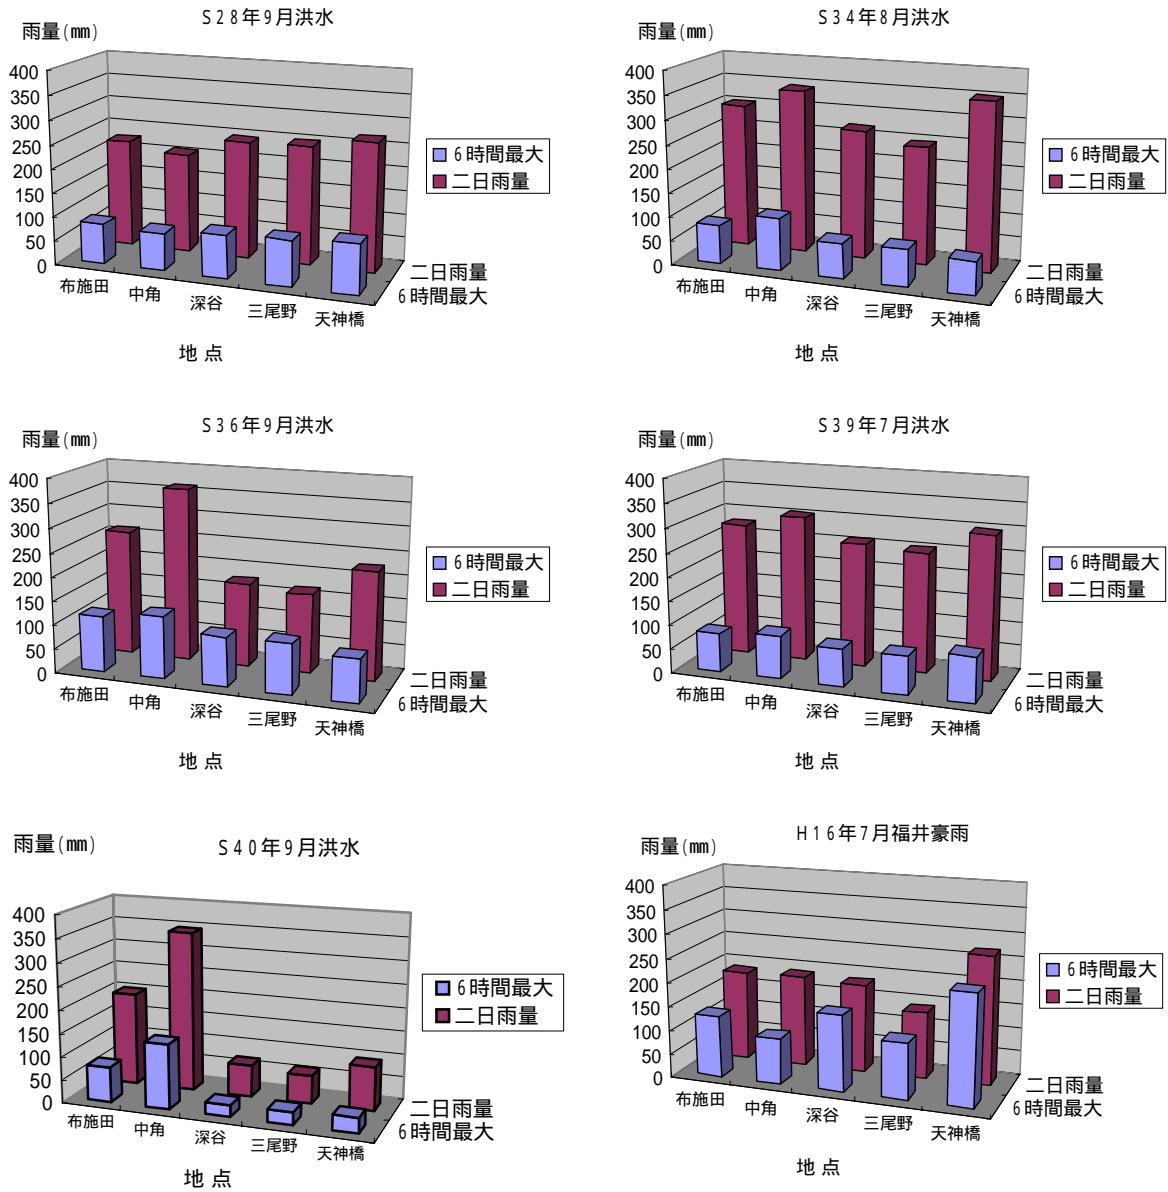 S28年9月洪水
雨量(mm)
400
350
300
250
200
150
100
50
0
布施田
中角
深谷
三尾野
天神橋
二日雨量
6時間最大
地 点
6時間最大
二日雨量
S34年8月洪水
雨量(mm)
400
350
300
250
200
150
100
50
0
布施田
中角
深谷
三尾野
天神橋
二日雨量
6時間最大
地 点
6時間最大
二日雨量
S36年9月洪水
雨量(mm)
400
350
300
250
200
150
100
50
0
布施田
中角
深谷
三尾野
天神橋
二日雨量
6時間最大
地 点
6時間最大
二日雨量
S39年7月洪水
雨量(mm)
400
350
300
250
200
150
100
50
0
布施田
中角
深谷
三尾野
天神橋
二日雨量
6時間最大
地 点
6時間最大
二日雨量
S40年9月洪水
雨量(mm)
400
350
300
250
200
150
100
50
0
布施田
中角
深谷
三尾野
天神橋
二日雨量
6時間最大
地 点
6時間最大
二日雨量
H16年7月福井豪雨
雨量(mm)
400
350
300
250
200
150
100
50
0
布施田
中角
深谷
三尾野
天神橋
二日雨量
6時間最大
地 点
6時間最大
二日雨量